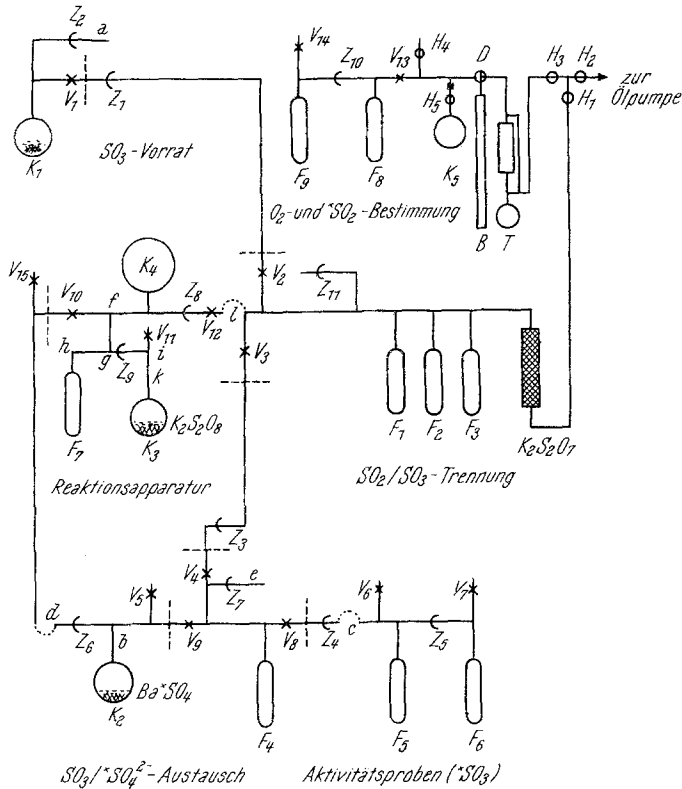 Z2 a
V14
H4
Z10 V13 D H3 H2
zur
Ölpumpe
V1 Z1
H5
H1
K1
SO3-Vorrat
F9 F8 K5
O2-und *SO2-Bestimmung
B T
K4
V15
V10 f Z8 V12 l
V2
Z11
h g Z9 V11 i
k
V3
F7
K2S2O8
K3
F1 F2 F3
K2S2O7
Reaktionsapparatur
SO2/SO3-Trennung
Z3
V4
e
Z7
V5
V6 V7
d
Z6 b V9 V8 Z4 c Z5
Ba*SO4
K2
F4 F5 F6
SO3/*SO4²⁻-Austausch
Aktivitätsproben (*SO3)